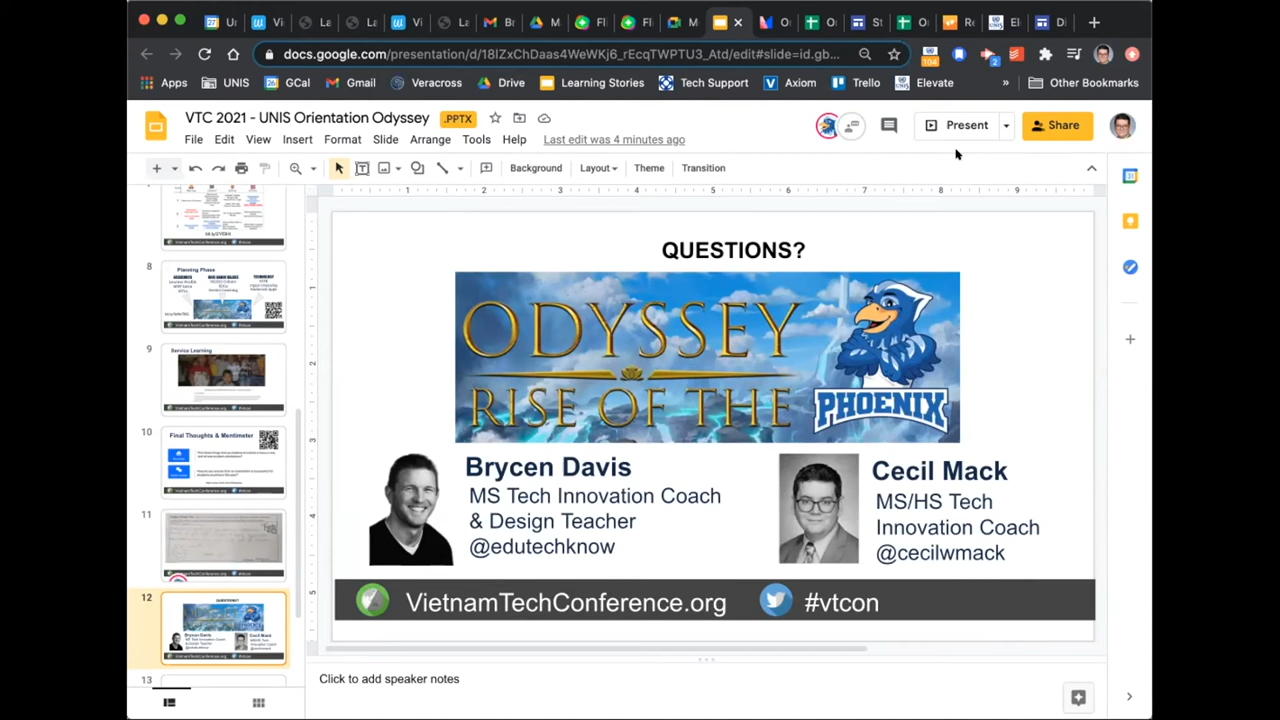 docs.google.com/presentation/d/18lZxChDaas4WeWKj6_rEcqTWPTU3_Atd/edit#slide=id.gb...
104
2
Apps
UNIS
GCal
Gmail
Veracross
Drive
Learning Stories
Tech Support
Axiom
Trello
Elevate
»
Other Bookmarks
VTC 2021 - UNIS Orientation Odyssey
.PPTX
Present
Share
File Edit View Insert Format Slide Arrange Tools Help
Last edit was 4 minutes ago
Background
Layout
Theme
Transition
8
Planning Phase
9
Service Learning
10
Final Thoughts & Mentimeter
11
12
13
QUESTIONS?
ODYSSEY
RISE OF THE
PHOENIX
Brycen Davis
MS Tech Innovation Coach
& Design Teacher
@edutechknow
Cecil Mack
MS/HS Tech
Innovation Coach
@cecilwmack
VietnamTechConference.org
#vtcon
Click to add speaker notes